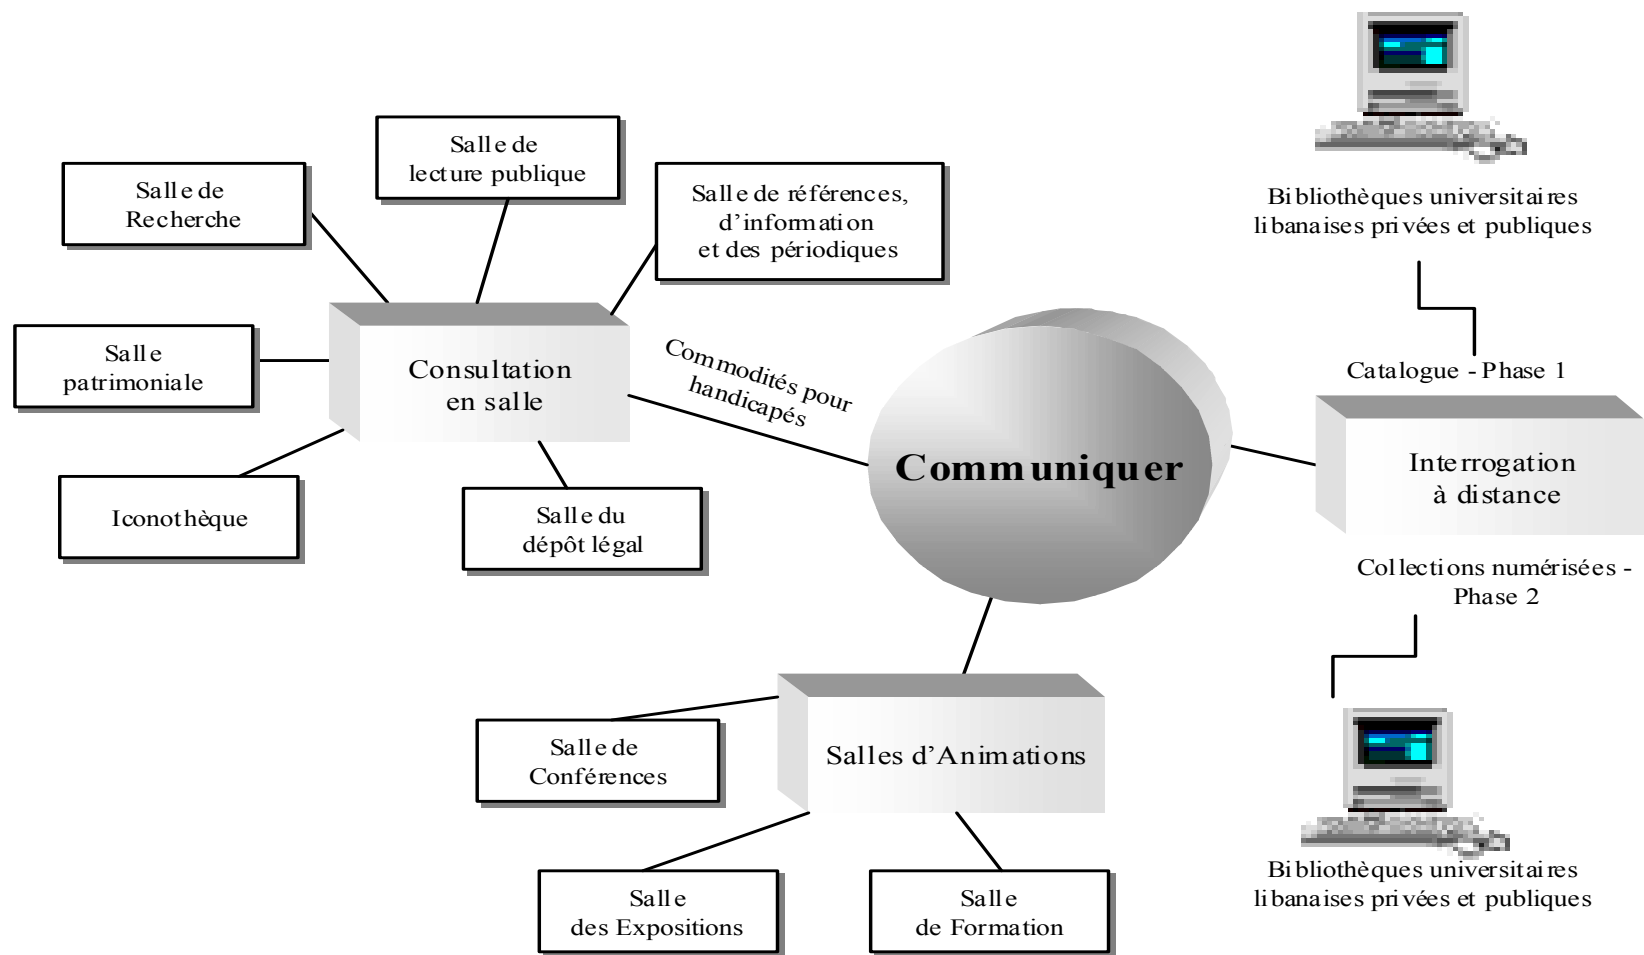 Salle de
lecture publique
Salle de
Recherche
Salle de références,
d'information
et des périodiques
Salle
patrimoniale
Consultation
en salle
Commodités pour
handicapés
Iconothèque
Salle du
dépôt légal
Communiquer
Bibliothèques universitaires
libanaises privées et publiques
Catalogue - Phase 1
Interrogation
à distance
Collections numérisées -
Phase 2
Bibliothèques universitaires
libanaises privées et publiques
Salles d'Animations
Salle de
Conférences
Salle
des Expositions
Salle
de Formation